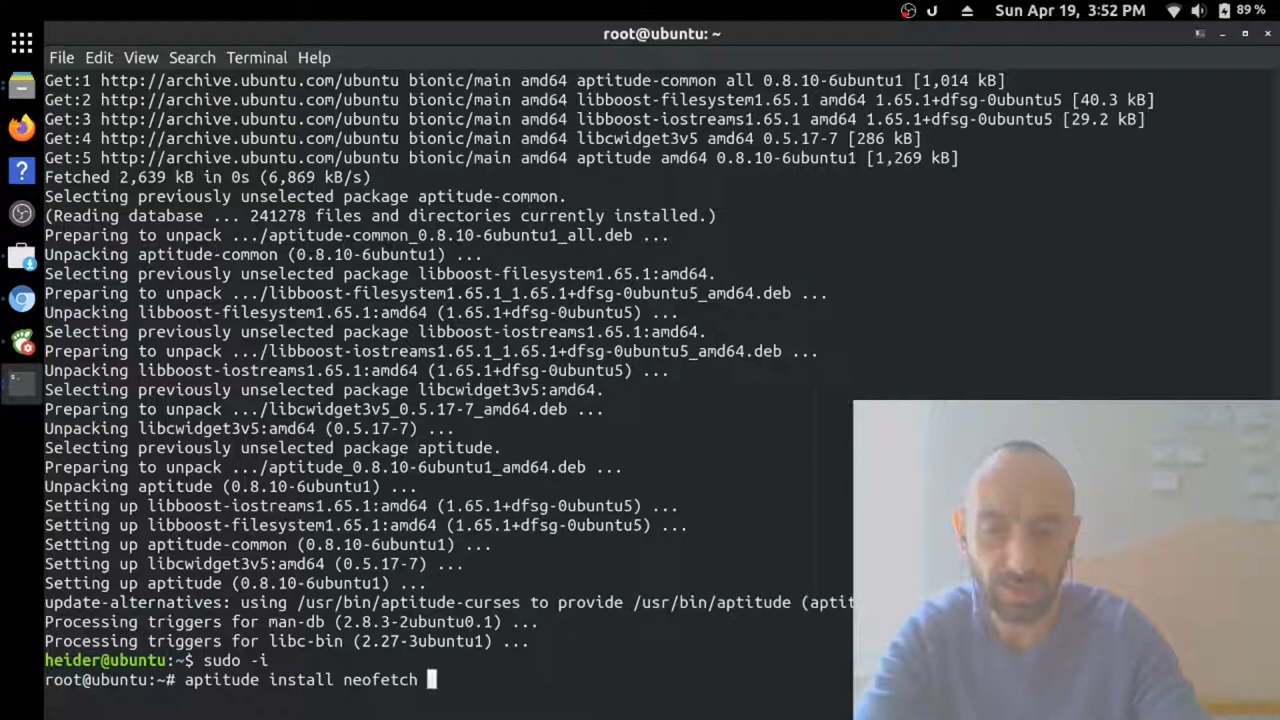 Sun Apr 19, 3:52 PM
89 %
root@ubuntu: ~
File Edit View Search Terminal Help
Get:1 http://archive.ubuntu.com/ubuntu bionic/main amd64 aptitude-common all 0.8.10-6ubuntu1 [1,014 kB]
Get:2 http://archive.ubuntu.com/ubuntu bionic/main amd64 libboost-filesystem1.65.1 amd64 1.65.1+dfsg-0ubuntu5 [40.3 kB]
Get:3 http://archive.ubuntu.com/ubuntu bionic/main amd64 libboost-iostreams1.65.1 amd64 1.65.1+dfsg-0ubuntu5 [29.2 kB]
Get:4 http://archive.ubuntu.com/ubuntu bionic/main amd64 libcwidget3v5 amd64 0.5.17-7 [286 kB]
Get:5 http://archive.ubuntu.com/ubuntu bionic/main amd64 aptitude amd64 0.8.10-6ubuntu1 [1,269 kB]
Fetched 2,639 kB in 0s (6,869 kB/s)
Selecting previously unselected package aptitude-common.
(Reading database ... 241278 files and directories currently installed.)
Preparing to unpack .../aptitude-common_0.8.10-6ubuntu1_all.deb ...
Unpacking aptitude-common (0.8.10-6ubuntu1) ...
Selecting previously unselected package libboost-filesystem1.65.1:amd64.
Preparing to unpack .../libboost-filesystem1.65.1_1.65.1+dfsg-0ubuntu5_amd64.deb ...
Unpacking libboost-filesystem1.65.1:amd64 (1.65.1+dfsg-0ubuntu5) ...
Selecting previously unselected package libboost-iostreams1.65.1:amd64.
Preparing to unpack .../libboost-iostreams1.65.1_1.65.1+dfsg-0ubuntu5_amd64.deb ...
Unpacking libboost-iostreams1.65.1:amd64 (1.65.1+dfsg-0ubuntu5) ...
Selecting previously unselected package libcwidget3v5:amd64.
Preparing to unpack .../libcwidget3v5_0.5.17-7_amd64.deb ...
Unpacking libcwidget3v5:amd64 (0.5.17-7) ...
Selecting previously unselected package aptitude.
Preparing to unpack .../aptitude_0.8.10-6ubuntu1_amd64.deb ...
Unpacking aptitude (0.8.10-6ubuntu1) ...
Setting up libboost-iostreams1.65.1:amd64 (1.65.1+dfsg-0ubuntu5) ...
Setting up libboost-filesystem1.65.1:amd64 (1.65.1+dfsg-0ubuntu5) ...
Setting up aptitude-common (0.8.10-6ubuntu1) ...
Setting up libcwidget3v5:amd64 (0.5.17-7) ...
Setting up aptitude (0.8.10-6ubuntu1) ...
update-alternatives: using /usr/bin/aptitude-curses to provide /usr/bin/aptitude (aptit
Processing triggers for man-db (2.8.3-2ubuntu0.1) ...
Processing triggers for libc-bin (2.27-3ubuntu1) ...
heider@ubuntu:~$ sudo -i
root@ubuntu:~# aptitude install neofetch